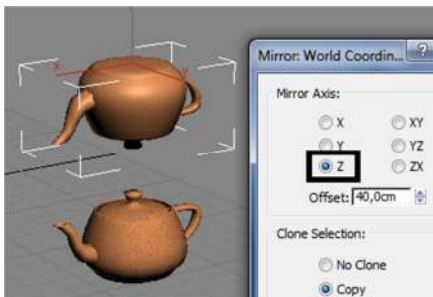 Mirror: World Coordin...
?
Mirror Axis:
X XY
Y YZ
Z ZX
Offset: 40,0cm
Clone Selection:
No Clone
Copy
x
y